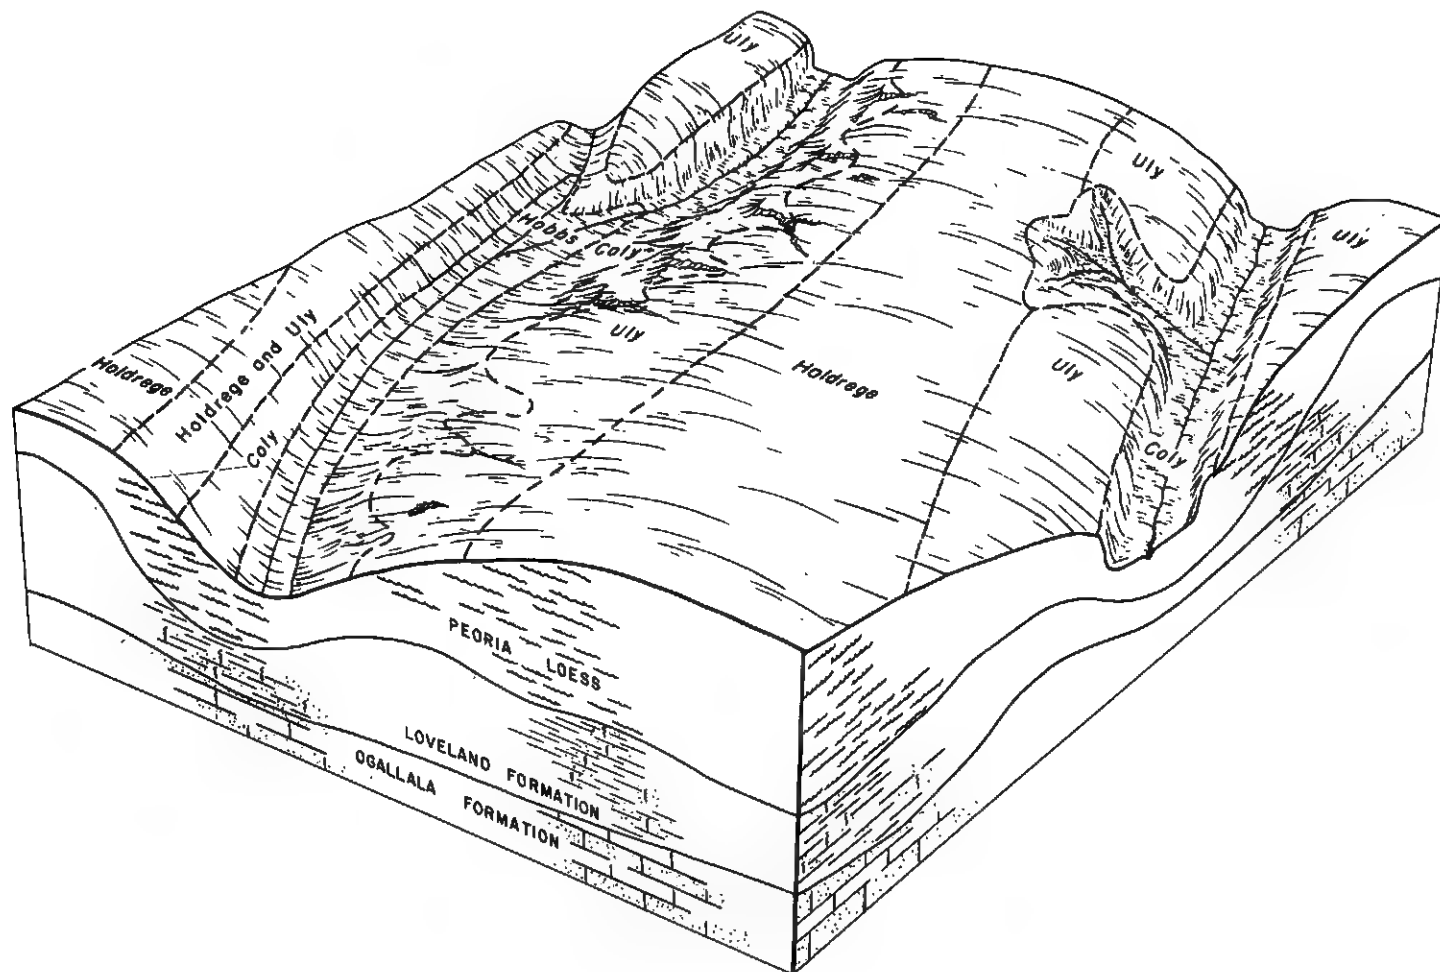 Uly
Uly
Uly
Hobbs
Coly
Holdrege
Holdrege and Uly
Uly
Holdrege
Uly
Coly
Coly
PEORIA LOESS
LOVELAND FORMATION
OGALLALA FORMATION